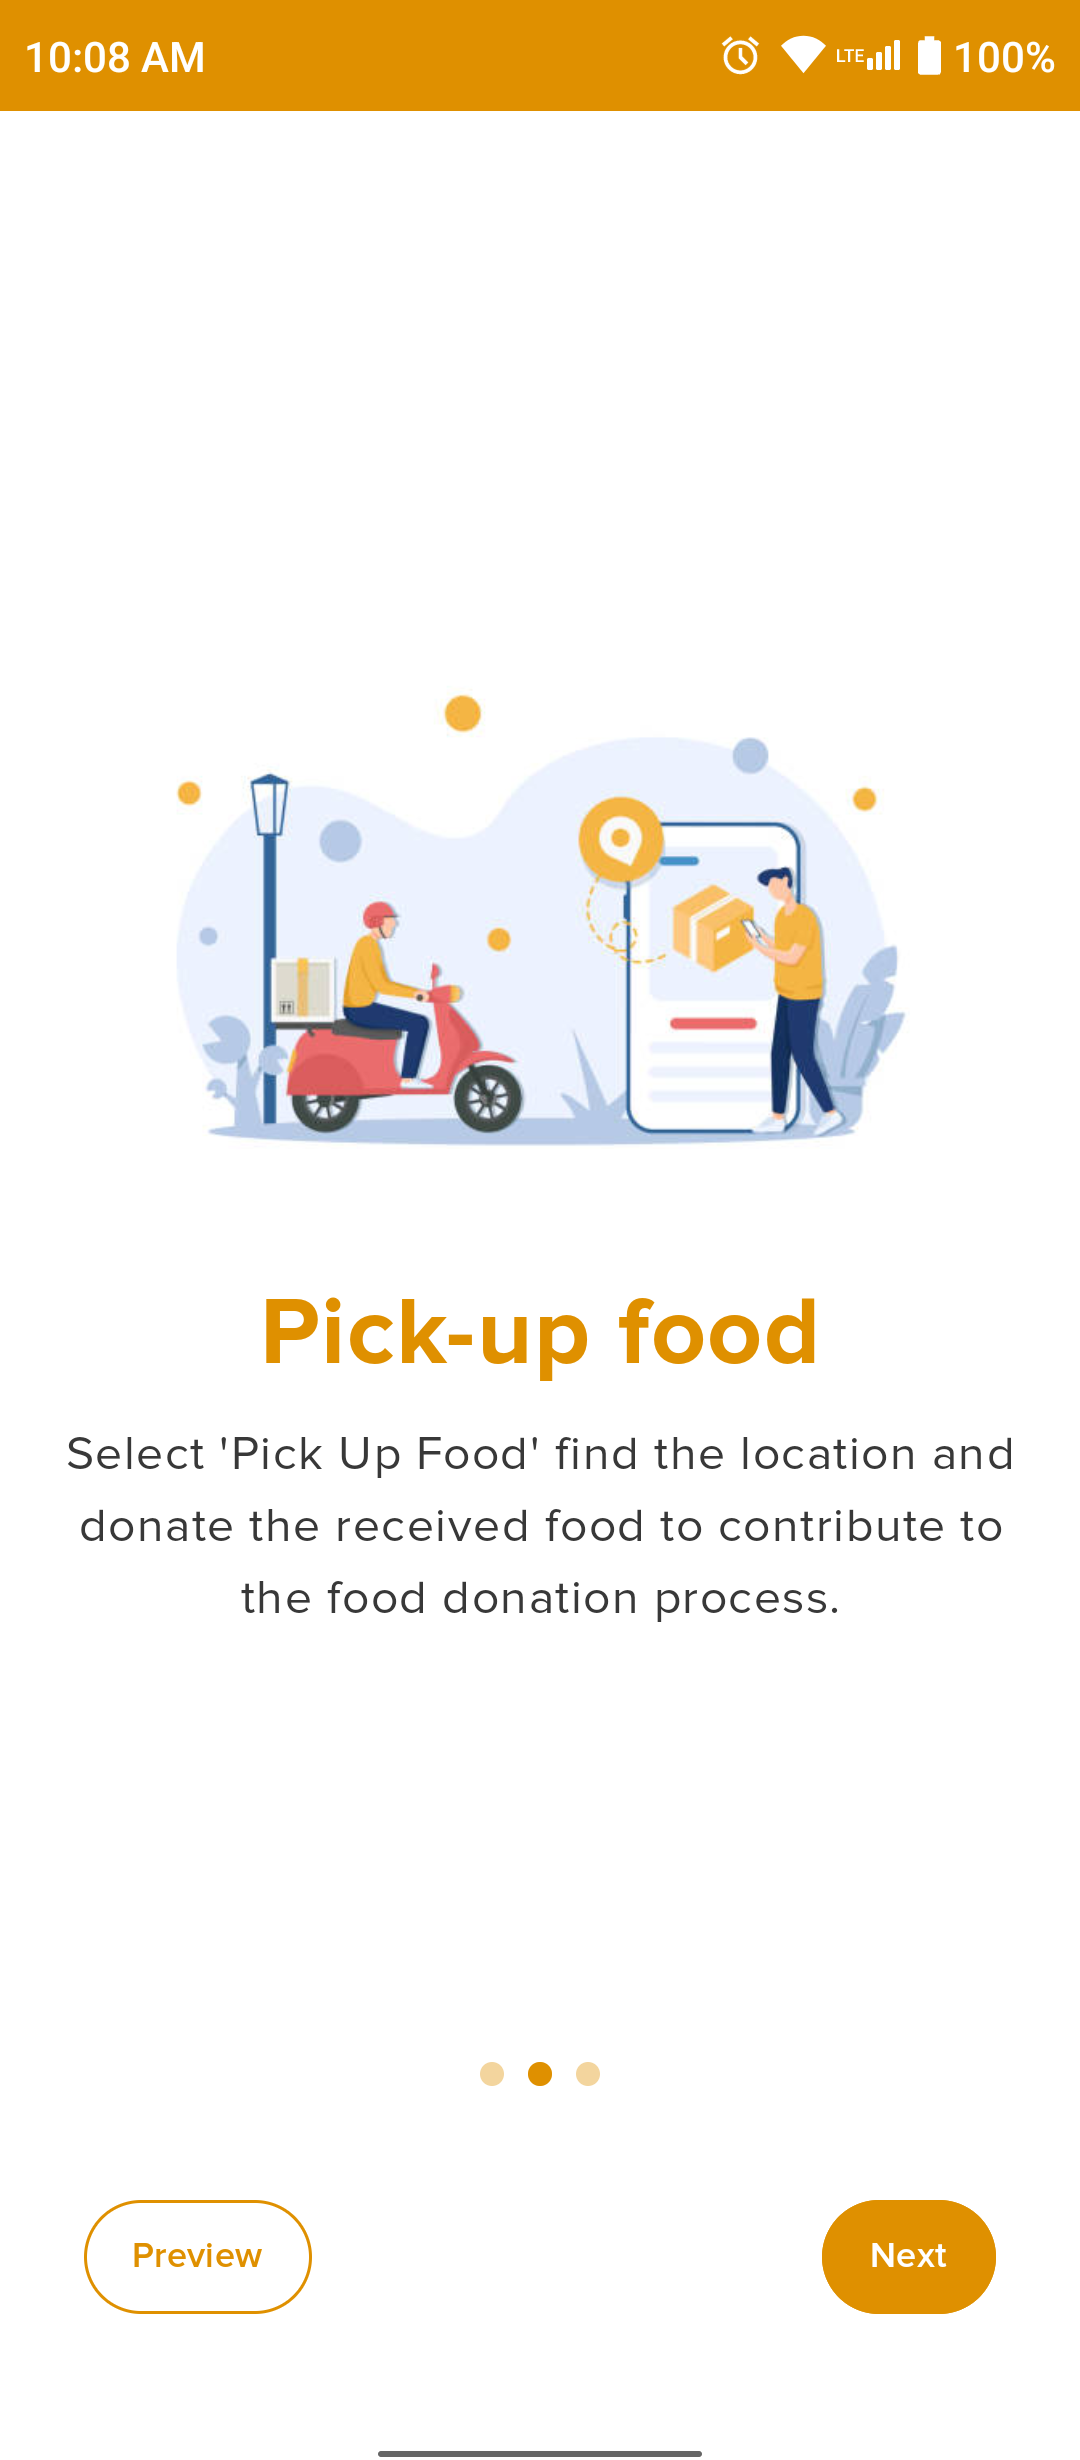 10:08 AM
LTE 100%
Pick-up food
Select 'Pick Up Food' find the location and
donate the received food to contribute to
the food donation process.
Preview
Next